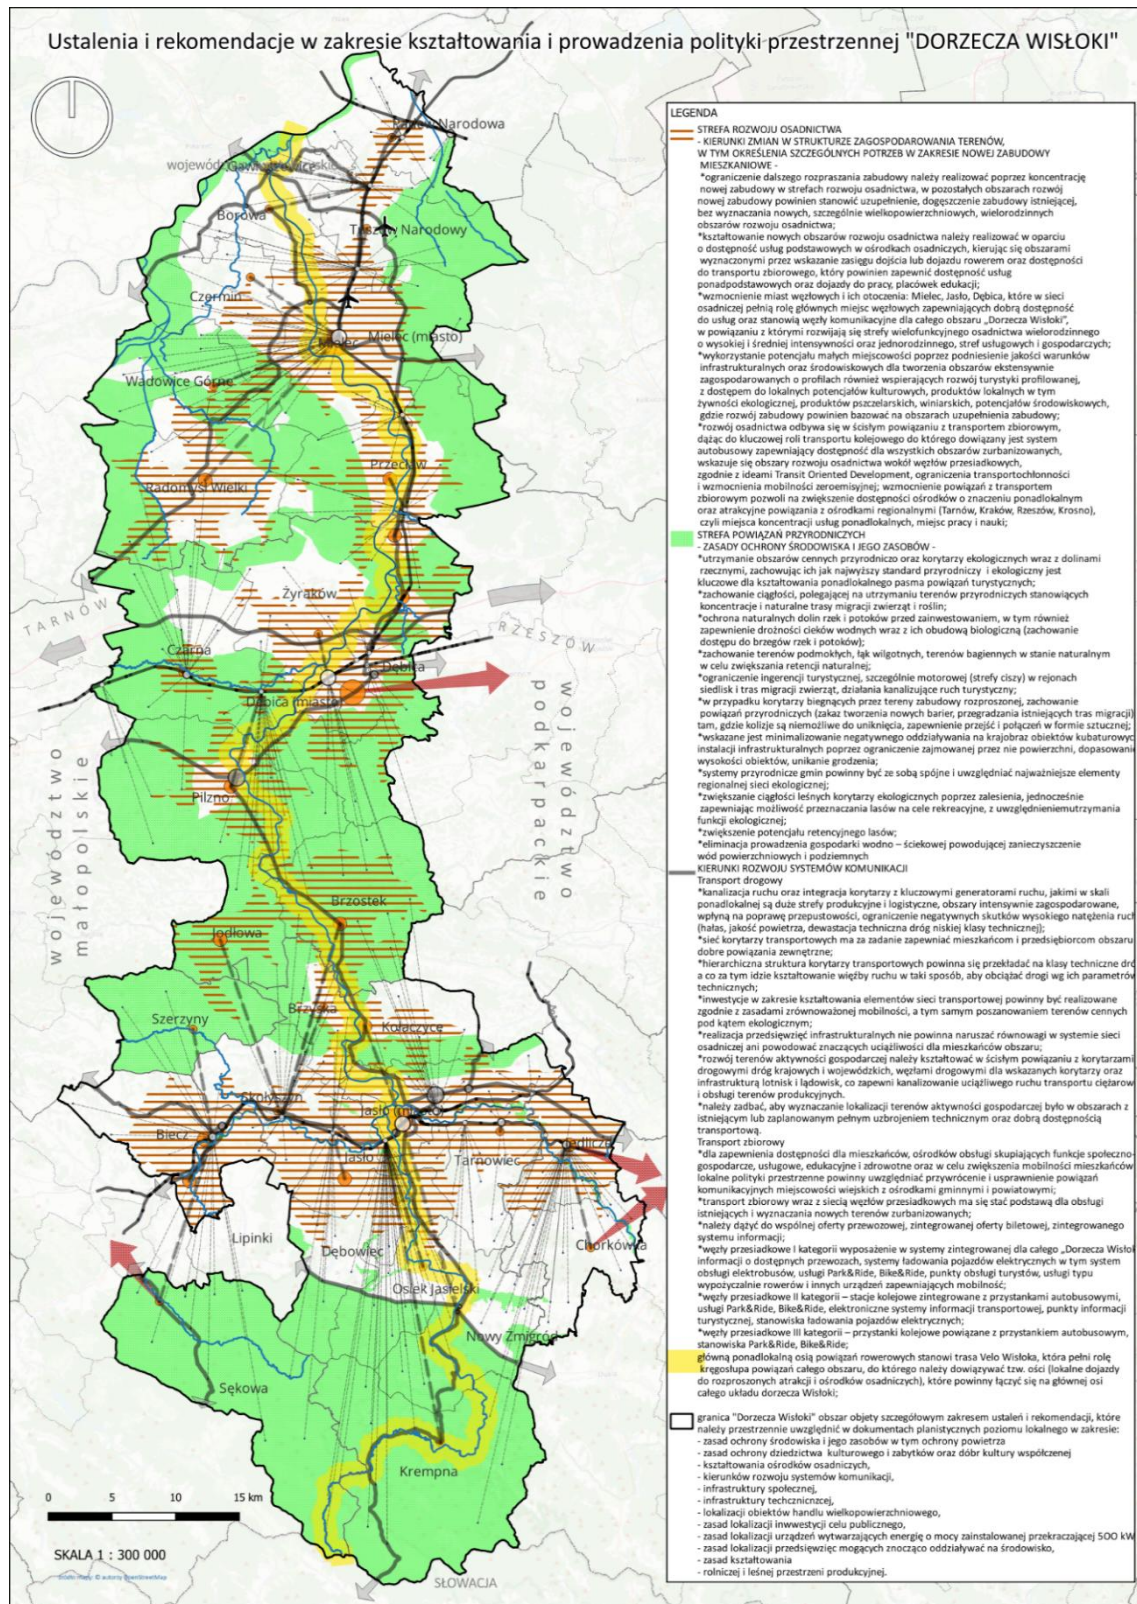 Ustalenia i rekomendacje w zakresie kształtowania i prowadzenia polityki przestrzennej "DORZECZA WISŁOKI"
Narodowa
Borowa
Tuszów Narodowy
Czermin
Mielec (miasto)
Mielec
Wadowice Górne
Przecław
Radomyśl Wielki
Żyraków
TARNÓW
RZESZÓW
Czarna
Dębica
Dębica (miasto)
województwo
małopolskie
województwo
podkarpackie
Pilzno
Brzostek
Jodłowa
Brzyska
Szerzyny
Kołaczyce
Skołyszyn
Jasło (miasto)
Biecz
Jasło
Tarnowiec
Jedlicze
Lipinki
Dębowiec
Chorkówka
Osiek Jasielski
Nowy Żmigród
Sękowa
Krempna
0 5 10 15 km
SKALA 1 : 300 000
źródło mapy: © autorzy OpenStreetMap
SŁOWACJA
LEGENDA
STREFA ROZWOJU OSADNICTWA
- KIERUNKI ZMIAN W STRUKTURZE ZAGOSPODAROWANIA TERENÓW,
W TYM OKREŚLENIA SZCZEGÓLNYCH POTRZEB W ZAKRESIE NOWEJ ZABUDOWY
MIESZKANIOWE -
*ograniczenie dalszego rozpraszania zabudowy należy realizować poprzez koncentrację
nowej zabudowy w strefach rozwoju osadnictwa, w pozostałych obszarach rozwój
nowej zabudowy powinien stanowić uzupełnienie, dogęszczenie zabudowy istniejącej,
bez wyznaczania nowych, szczególnie wielkopowierzchniowych, wielorodzinnych
obszarów rozwoju osadnictwa;
*kształtowanie nowych obszarów rozwoju osadnictwa należy realizować w oparciu
o dostępność usług podstawowych w ośrodkach osadniczych, kierując się obszarami
wyznaczonymi przez wskazanie zasięgu dojścia lub dojazdu rowerem oraz dostępności
do transportu zbiorowego, który powinien zapewnić dostępność usług
ponadpodstawowych oraz dojazdy do pracy, placówek edukacji;
*wzmocnienie miast węzłowych i ich otoczenia: Mielec, Jasło, Dębica, które w sieci
osadniczej pełnią rolę głównych miejsc węzłowych zapewniających dobrą dostępność
do usług oraz stanowią węzły komunikacyjne dla całego obszaru „Dorzecza Wisłoki”,
w powiązaniu z którymi rozwijają się strefy wielofunkcyjnego osadnictwa wielorodzinnego
o wysokiej i średniej intensywności oraz jednorodzinnego, stref usługowych i gospodarczych;
*wykorzystanie potencjału małych miejscowości poprzez podniesienie jakości warunków
infrastrukturalnych oraz środowiskowych dla tworzenia obszarów ekstensywnie
zagospodarowanych o profilach również wspierających rozwój turystyki profilowanej,
z dostępem do lokalnych potencjałów kulturowych, produktów lokalnych w tym
żywności ekologicznej, produktów pszczelarskich, winiarskich, potencjałów środowiskowych,
gdzie rozwój zabudowy powinien bazować na obszarach uzupełnienia zabudowy;
*rozwój osadnictwa odbywa się w ścisłym powiązaniu z transportem zbiorowym,
dążąc do kluczowej roli transportu kolejowego do którego dowiązany jest system
autobusowy zapewniający dostępność dla wszystkich obszarów zurbanizowanych,
wskazuje się obszary rozwoju osadnictwa wokół węzłów przesiadkowych,
zgodnie z ideami Transit Oriented Development, ograniczenia transportochłonności
i wzmocnienia mobilności zeroemisyjnej; wzmocnienie powiązań z transportem
zbiorowym pozwoli na zwiększenie dostępności ośrodków o znaczeniu ponadlokalnym
oraz atrakcyjne powiązania z ośrodkami regionalnymi (Tarnów, Kraków, Rzeszów, Krosno),
czyli miejsca koncentracji usług ponadlokalnych, miejsc pracy i nauki;
STREFA POWIĄZAŃ PRZYRODNICZYCH
- ZASADY OCHRONY ŚRODOWISKA I JEGO ZASOBÓW -
*utrzymanie obszarów cennych przyrodniczo oraz korytarzy ekologicznych wraz z dolinami
rzecznymi, zachowując ich jak najwyższy standard przyrodniczy i ekologiczny jest
kluczowe dla kształtowania ponadlokalnego pasma powiązań turystycznych;
*zachowanie ciągłości, polegającej na utrzymaniu terenów przyrodniczych stanowiących
koncentracje i naturalne trasy migracji zwierząt i roślin;
*ochrona naturalnych dolin rzek i potoków przed zainwestowaniem, w tym również
zapewnienie drożności cieków wodnych wraz z ich obudową biologiczną (zachowanie
dostępu do brzegów rzek i potoków);
*zachowanie terenów podmokłych, łąk wilgotnych, terenów bagiennych w stanie naturalnym
w celu zwiększania retencji naturalnej;
*ograniczenie ingerencji turystycznej, szczególnie motorowej (strefy ciszy) w rejonach
siedlisk i tras migracji zwierząt, działania kanalizujące ruch turystyczny;
*w przypadku korytarzy biegnących przez tereny zabudowy rozproszonej, zachowanie
powiązań przyrodniczych (zakaz tworzenia nowych barier, przegradzania istniejących tras migracji)
tam, gdzie kolizje są niemożliwe do uniknięcia, zapewnienie przejść i połączeń w formie sztucznej;
*wskazane jest minimalizowanie negatywnego oddziaływania na krajobraz obiektów kubaturowyc
instalacji infrastrukturalnych poprzez ograniczenie zajmowanej przez nie powierzchni, dopasowanie
wysokości obiektów, unikanie grodzenia;
*systemy przyrodnicze gmin powinny być ze sobą spójne i uwzględniać najważniejsze elementy
regionalnej sieci ekologicznej;
*zwiększanie ciągłości leśnych korytarzy ekologicznych poprzez zalesienia, jednocześnie
zapewniając możliwość przeznaczania lasów na cele rekreacyjne, z uwzględnieniemutrzymania
funkcji ekologicznej;
*zwiększenie potencjału retencyjnego lasów;
*eliminacja prowadzenia gospodarki wodno – ściekowej powodującej zanieczyszczenie
wód powierzchniowych i podziemnych
KIERUNKI ROZWOJU SYSTEMÓW KOMUNIKACJI
Transport drogowy
*kanalizacja ruchu oraz integracja korytarzy z kluczowymi generatorami ruchu, jakimi w skali
ponadlokalnej są duże strefy produkcyjne i logistyczne, obszary intensywnie zagospodarowane,
wpłyną na poprawę przepustowości, ograniczenie negatywnych skutków wysokiego natężenia ruch
(hałas, jakość powietrza, dewastacja techniczna dróg niskiej klasy technicznej);
*sieć korytarzy transportowych ma za zadanie zapewniać mieszkańcom i przedsiębiorcom obszaru
dobre powiązania zewnętrzne;
*hierarchiczna struktura korytarzy transportowych powinna się przekładać na klasy techniczne dró
a co za tym idzie kształtowanie więźby ruchu w taki sposób, aby obciążać drogi wg ich parametrów
technicznych;
*inwestycje w zakresie kształtowania elementów sieci transportowej powinny być realizowane
zgodnie z zasadami zrównoważonej mobilności, a tym samym poszanowaniem terenów cennych
pod kątem ekologicznym;
*realizacja przedsięwzięć infrastrukturalnych nie powinna naruszać równowagi w systemie sieci
osadniczej ani powodować znaczących uciążliwości dla mieszkańców obszaru;
*rozwój terenów aktywności gospodarczej należy kształtować w ścisłym powiązaniu z korytarzami
drogowymi dróg krajowych i wojewódzkich, węzłami drogowymi dla wskazanych korytarzy oraz
infrastrukturą lotnisk i lądowisk, co zapewni kanalizowanie uciążliwego ruchu transportu ciężarow
i obsługi terenów produkcyjnych.
*należy zadbać, aby wyznaczanie lokalizacji terenów aktywności gospodarczej było w obszarach z
istniejącym lub zaplanowanym pełnym uzbrojeniem technicznym oraz dobrą dostępnością
transportową.
Transport zbiorowy
*dla zapewnienia dostępności dla mieszkańców, ośrodków obsługi skupiających funkcje społeczno-
gospodarcze, usługowe, edukacyjne i zdrowotne oraz w celu zwiększenia mobilności mieszkańców
lokalne polityki przestrzenne powinny uwzględniać przywrócenie i usprawnienie powiązań
komunikacyjnych miejscowości wiejskich z ośrodkami gminnymi i powiatowymi;
*transport zbiorowy wraz z siecią węzłów przesiadkowych ma się stać podstawą dla obsługi
istniejących i wyznaczania nowych terenów zurbanizowanych;
*należy dążyć do wspólnej oferty przewozowej, zintegrowanej oferty biletowej, zintegrowanego
systemu informacji;
*węzły przesiadkowe I kategorii wyposażenie w systemy zintegrowanej dla całego „Dorzecza Wisłok
informacji o dostępnych przewozach, systemy ładowania pojazdów elektrycznych w tym system
obsługi elektrobusów, usługi Park&Ride, Bike&Ride, punkty obsługi turystów, usługi typu
wypożyczalnie rowerów i innych urządzeń zapewniających mobilność;
*węzły przesiadkowe II kategorii – stacje kolejowe zintegrowane z przystankami autobusowymi,
usługi Park&Ride, Bike&Ride, elektroniczne systemy informacji transportowej, punkty informacji
turystycznej, stanowiska ładowania pojazdów elektrycznych;
*węzły przesiadkowe III kategorii – przystanki kolejowe powiązane z przystankiem autobusowym,
stanowiska Park&Ride, Bike&Ride;
główną ponadlokalną osią powiązań rowerowych stanowi trasa Velo Wisłoka, która pełni rolę
kręgosłupa powiązań całego obszaru, do którego należy dowiązywać tzw. ości (lokalne dojazdy
do rozproszonych atrakcji i ośrodków osadniczych), które powinny łączyć się na głównej osi
całego układu dorzecza Wisłoki;
granica "Dorzecza Wisłoki" obszar objęty szczegółowym zakresem ustaleń i rekomendacji, które
należy przestrzennie uwzględnić w dokumentach planistycznych poziomu lokalnego w zakresie:
- zasad ochrony środowiska i jego zasobów w tym ochrony powietrza
- zasad ochrony dziedzictwa kulturowego i zabytków oraz dóbr kultury współczesnej
- kształtowania ośrodków osadniczych,
- kierunków rozwoju systemów komunikacji,
- infrastruktury społecznej,
- infrastruktury technicznczej,
- lokalizacji obiektów handlu wielkopowierzchniowego,
- zasad lokalizacji inwwestycji celu publicznego,
- zasad lokalizacji urządzeń wytwarzających energię o mocy zainstalowanej przekraczającej 500 kW
- zasad lokalizacji przedsięwzięć mogących znocząco oddziaływać na środowisko,
- zasad kształtowania
- rolniczej i leśnej przestrzeni produkcyjnej.